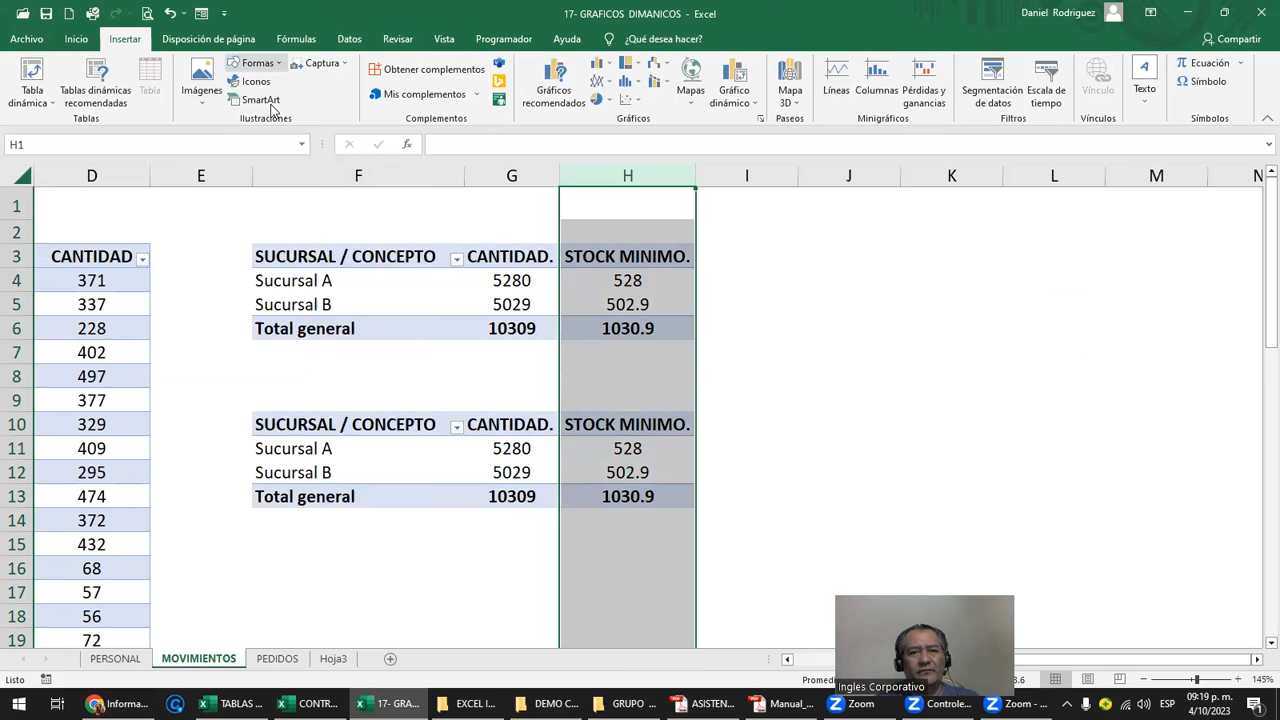 17- GRAFICOS DIMANICOS - Excel
Daniel Rodriguez
Archivo Inicio Insertar Disposición de página Fórmulas Datos Revisar Vista Programador Ayuda ¿Qué desea hacer? Compartir
Tabla dinámica
Tablas dinámicas recomendadas
Tabla
Tablas
Imágenes
Formas
Iconos
SmartArt
Captura
Ilustraciones
Obtener complementos
Mis complementos
Complementos
Gráficos recomendados
Mapas
Gráfico dinámico
Gráficos
Mapa 3D
Paseos
Líneas
Columnas
Pérdidas y ganancias
Minigráficos
Segmentación de datos
Escala de tiempo
Filtros
Vínculo
Vínculos
Texto
Ecuación
Símbolo
Símbolos
H1
fx
D E F G H I J K L M N
1
2
3 CANTIDAD SUCURSAL / CONCEPTO CANTIDAD. STOCK MINIMO.
4 371 Sucursal A 5280 528
5 337 Sucursal B 5029 502.9
6 228 Total general 10309 1030.9
7 402
8 497
9 377
10 329 SUCURSAL / CONCEPTO CANTIDAD. STOCK MINIMO.
11 409 Sucursal A 5280 528
12 295 Sucursal B 5029 502.9
13 474 Total general 10309 1030.9
14 372
15 432
16 68
17 57
18 56
19 72
PERSONAL MOVIMIENTOS PEDIDOS Hoja3
Ingles Corporativo
Listo
145%
Informa...
TABLAS
CONTR...
17- GRA...
EXCEL I...
DEMO C...
GRUPO ...
ASISTEN...
Manual_...
Zoom
Controle...
Zoom - ...
ESP
09:19 p. m.
4/10/2023